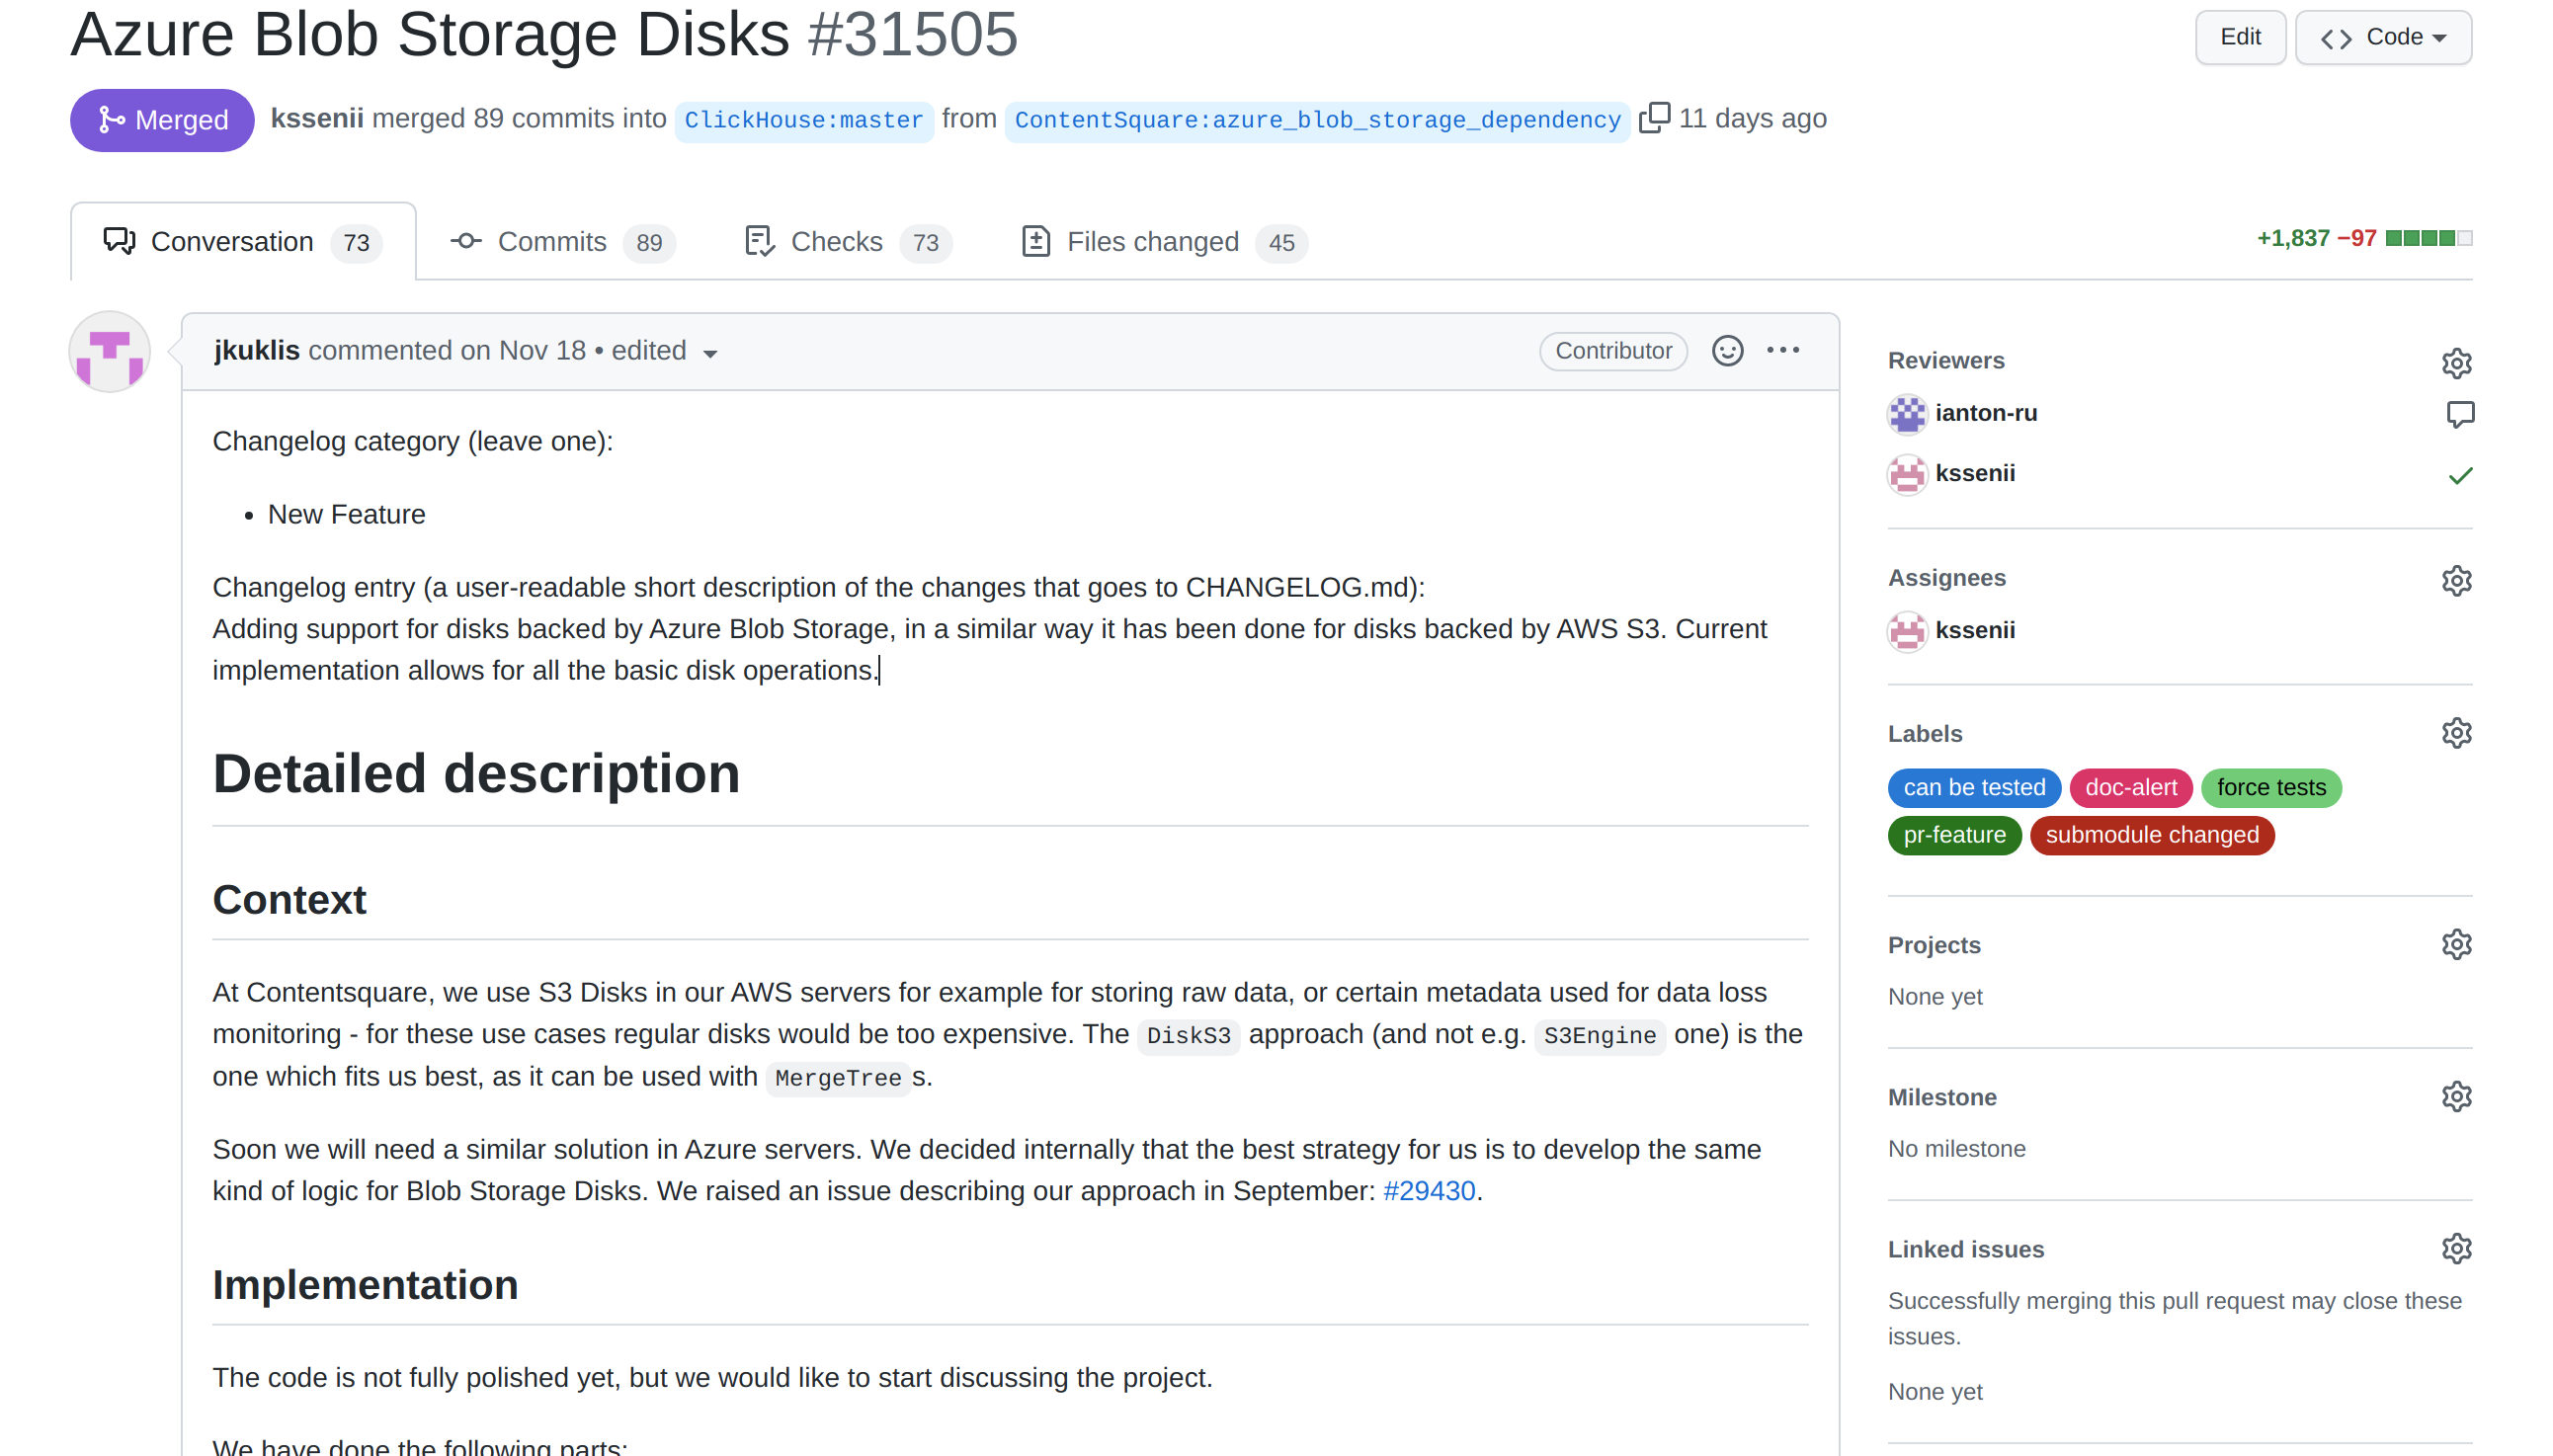 Azure Blob Storage Disks #31505
Edit
Code
Merged
kssenii merged 89 commits into ClickHouse:master from ContentSquare:azure_blob_storage_dependency 11 days ago
Conversation 73
Commits 89
Checks 73
Files changed 45
+1,837 −97
jkuklis commented on Nov 18 • edited
Contributor
Changelog category (leave one):
• New Feature
Changelog entry (a user-readable short description of the changes that goes to CHANGELOG.md):
Adding support for disks backed by Azure Blob Storage, in a similar way it has been done for disks backed by AWS S3. Current
implementation allows for all the basic disk operations.
Detailed description
Context
At Contentsquare, we use S3 Disks in our AWS servers for example for storing raw data, or certain metadata used for data loss
monitoring - for these use cases regular disks would be too expensive. The DiskS3 approach (and not e.g. S3Engine one) is the
one which fits us best, as it can be used with MergeTree s.
Soon we will need a similar solution in Azure servers. We decided internally that the best strategy for us is to develop the same
kind of logic for Blob Storage Disks. We raised an issue describing our approach in September: #29430.
Implementation
The code is not fully polished yet, but we would like to start discussing the project.
We have done the following parts:
Reviewers
ianton-ru
kssenii
Assignees
kssenii
Labels
can be tested doc-alert force tests
pr-feature submodule changed
Projects
None yet
Milestone
No milestone
Linked issues
Successfully merging this pull request may close these
issues.
None yet